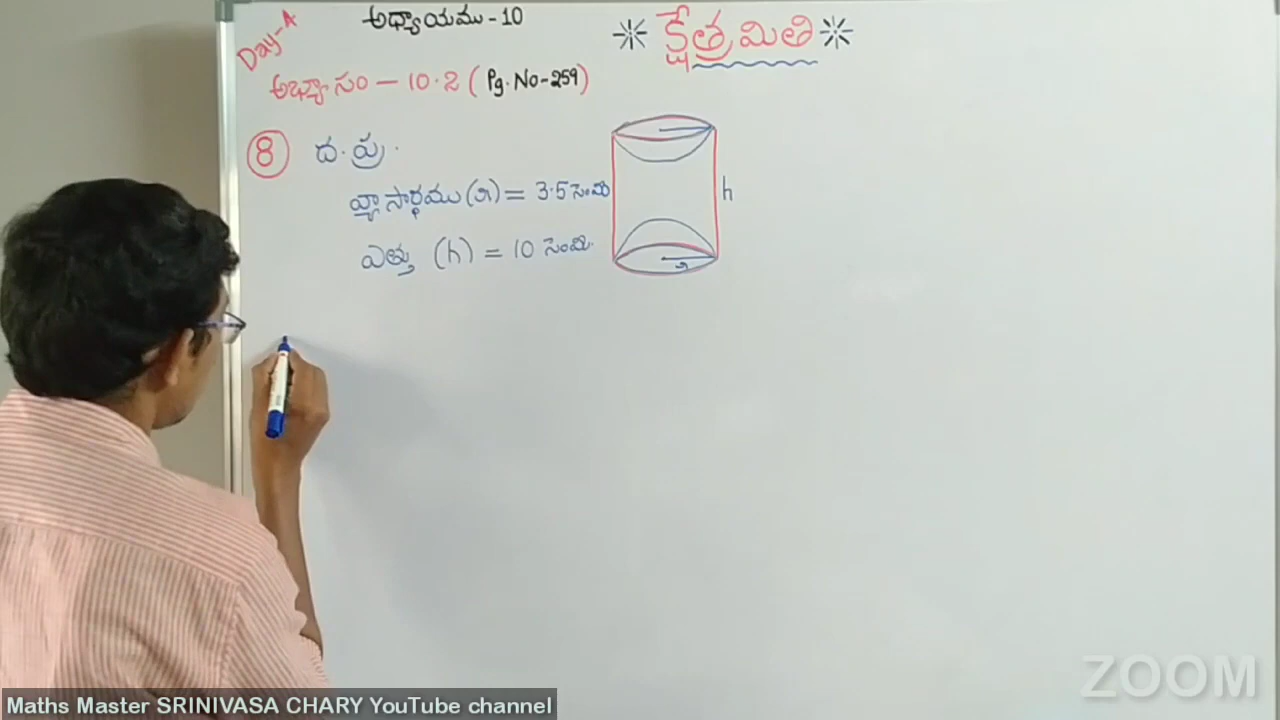 Day-4
అధ్యాయము - 10
* క్షేత్రమితి *
అభ్యాసం - 10.2 (Pg.No-259)
8 ద.ప్ర.
వ్యాసార్థము (r) = 3.5 సెంమి
ఎత్తు (h) = 10 సెంమి.
h
r
ZOOM
Maths Master SRINIVASA CHARY YouTube channel